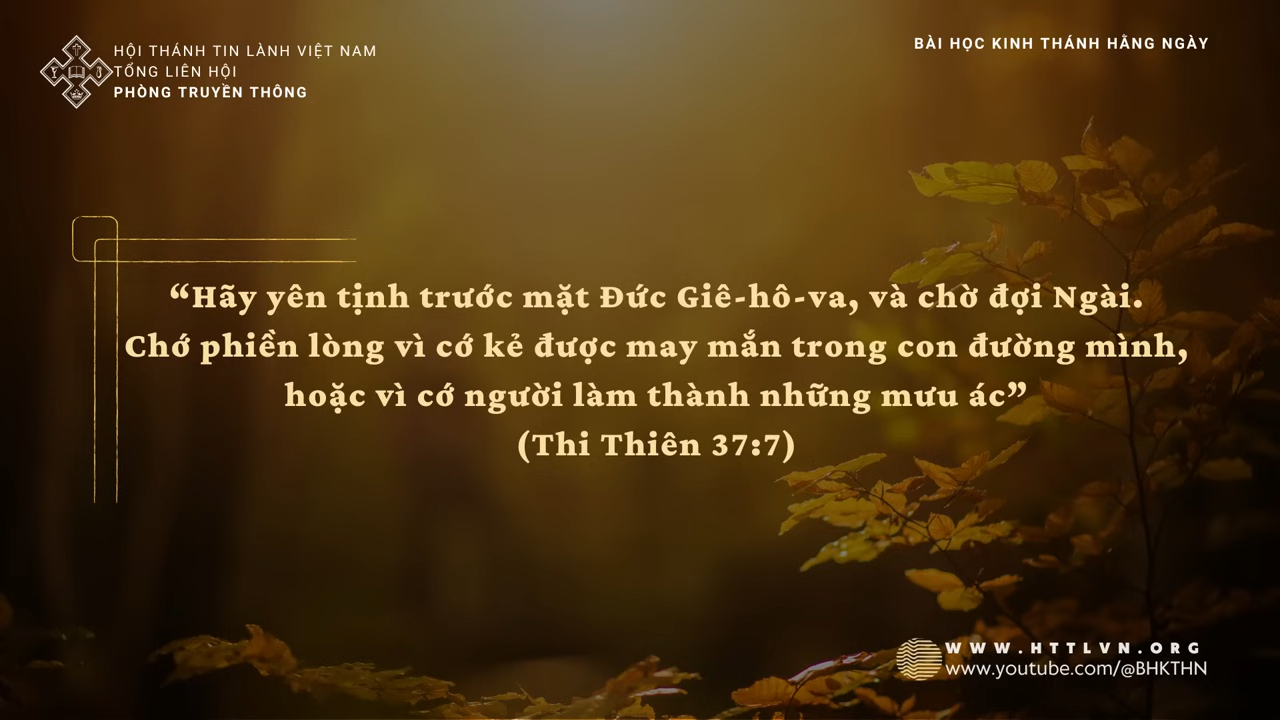 HỘI THÁNH TIN LÀNH VIỆT NAM
TỔNG LIÊN HỘI
PHÒNG TRUYỀN THÔNG
BÀI HỌC KINH THÁNH HẰNG NGÀY
“Hãy yên tịnh trước mặt Đức Giê-hô-va, và chờ đợi Ngài.
Chớ phiền lòng vì cớ kẻ được may mắn trong con đường mình,
hoặc vì cớ người làm thành những mưu ác”
(Thi Thiên 37:7)
WWW.HTTLVN.ORG
www.youtube.com/@BHKTHN